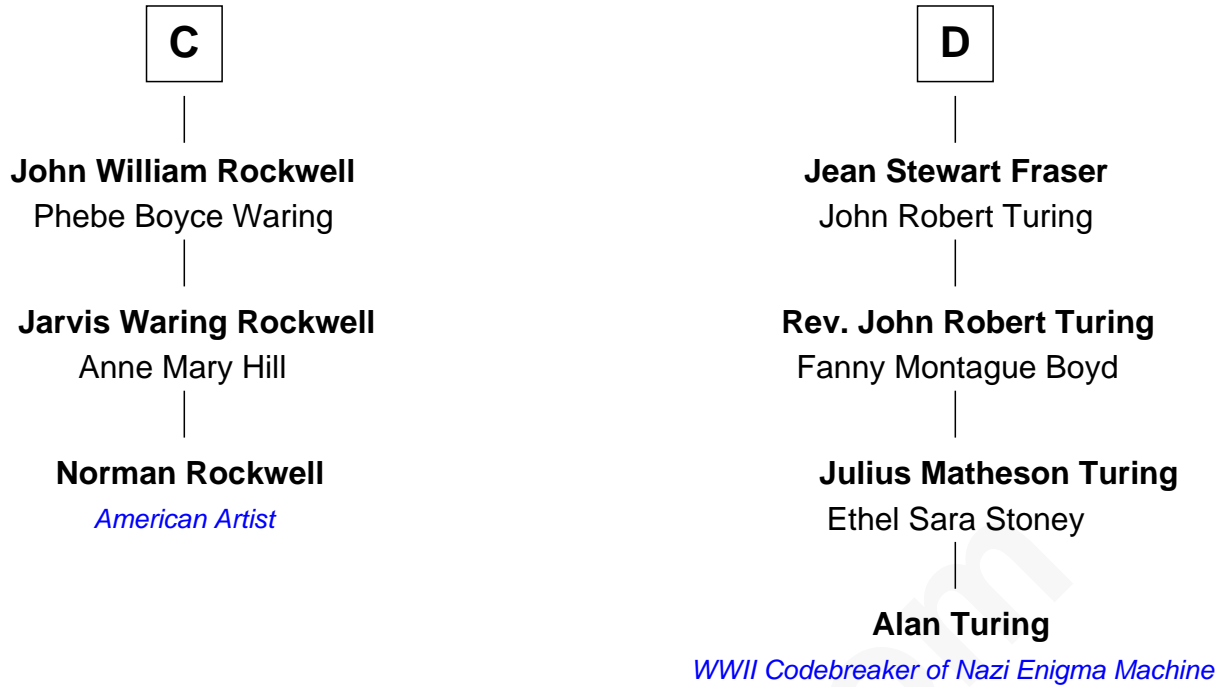 C
John William Rockwell
Phebe Boyce Waring
Jarvis Waring Rockwell
Anne Mary Hill
Norman Rockwell
American Artist
D
Jean Stewart Fraser
John Robert Turing
Rev. John Robert Turing
Fanny Montague Boyd
Julius Matheson Turing
Ethel Sara Stoney
Alan Turing
WWII Codebreaker of Nazi Enigma Machine